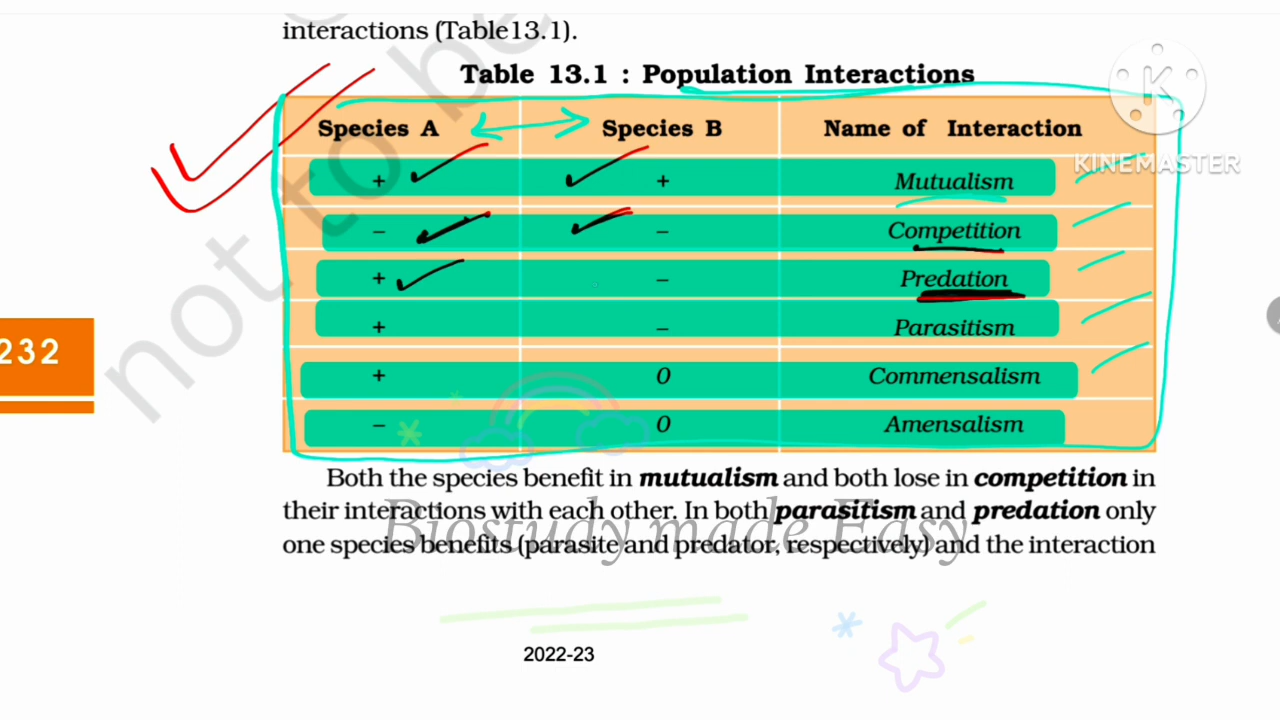 interactions (Table13.1).
Table 13.1 : Population Interactions
Species A Species B Name of Interaction
K
KINEMASTER
+ + Mutualism
– – Competition
+ – Predation
+ – Parasitism
232
+ 0 Commensalism
– 0 Amensalism
not to be
Both the species benefit in mutualism and both lose in competition in
their interactions with each other. In both parasitism and predation only
Biostudy made Easy
one species benefits (parasite and predator, respectively) and the interaction
2022-23